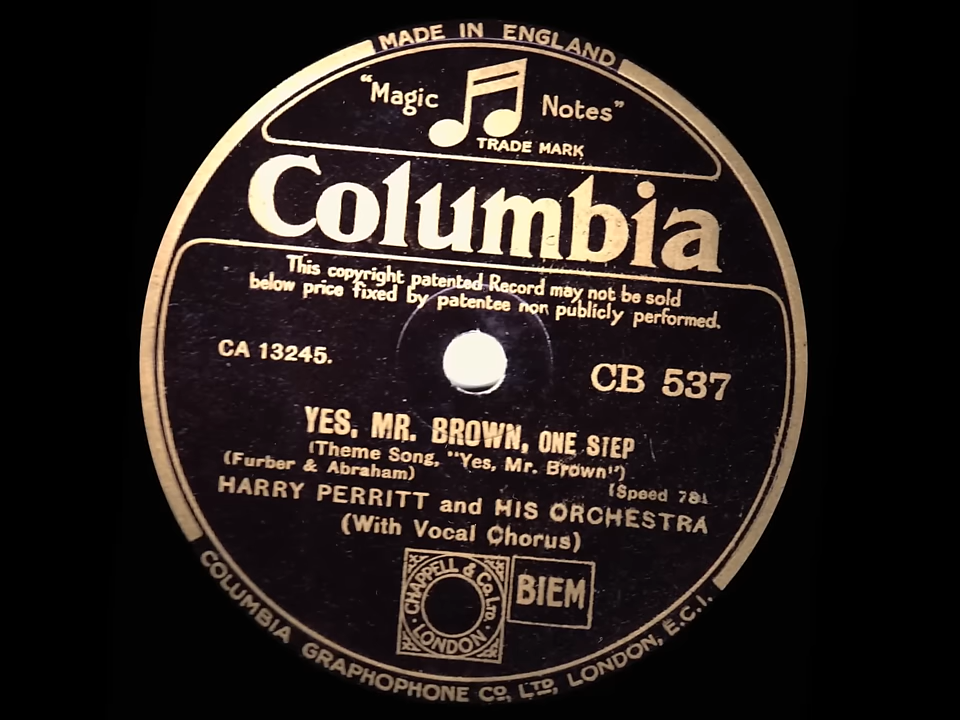 MADE IN ENGLAND
"Magic Notes"
TRADE MARK
Columbia
This copyright patented Record may not be sold
below price fixed by patentee nor publicly performed.
CA 13245.
CB 537
YES, MR. BROWN, ONE STEP
(Theme Song, "Yes, Mr. Brown")
(Furber & Abraham)
(Speed 78)
HARRY PERRITT and HIS ORCHESTRA
(With Vocal Chorus)
CHAPPELL & CO. LTD.
· LONDON ·
BIEM
COLUMBIA GRAPHOPHONE CO, LTD, LONDON, E.C.I.